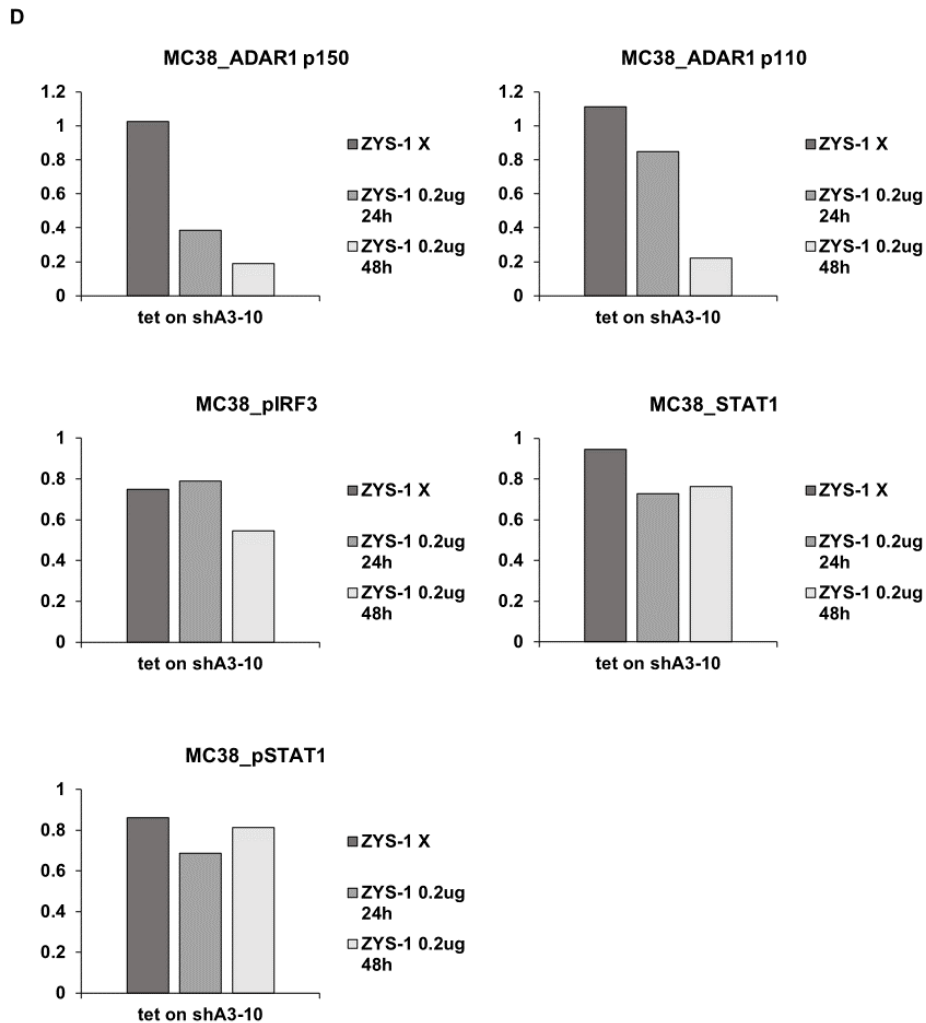 D
MC38_ADAR1 p150
1.2
1
0.8
0.6
0.4
0.2
0
tet on shA3-10
ZYS-1 X
ZYS-1 0.2ug
24h
ZYS-1 0.2ug
48h
MC38_ADAR1 p110
1.2
1
0.8
0.6
0.4
0.2
0
tet on shA3-10
ZYS-1 X
ZYS-1 0.2ug
24h
ZYS-1 0.2ug
48h
MC38_pIRF3
1
0.8
0.6
0.4
0.2
0
tet on shA3-10
ZYS-1 X
ZYS-1 0.2ug
24h
ZYS-1 0.2ug
48h
MC38_STAT1
1
0.8
0.6
0.4
0.2
0
tet on shA3-10
ZYS-1 X
ZYS-1 0.2ug
24h
ZYS-1 0.2ug
48h
MC38_pSTAT1
1
0.8
0.6
0.4
0.2
0
tet on shA3-10
ZYS-1 X
ZYS-1 0.2ug
24h
ZYS-1 0.2ug
48h